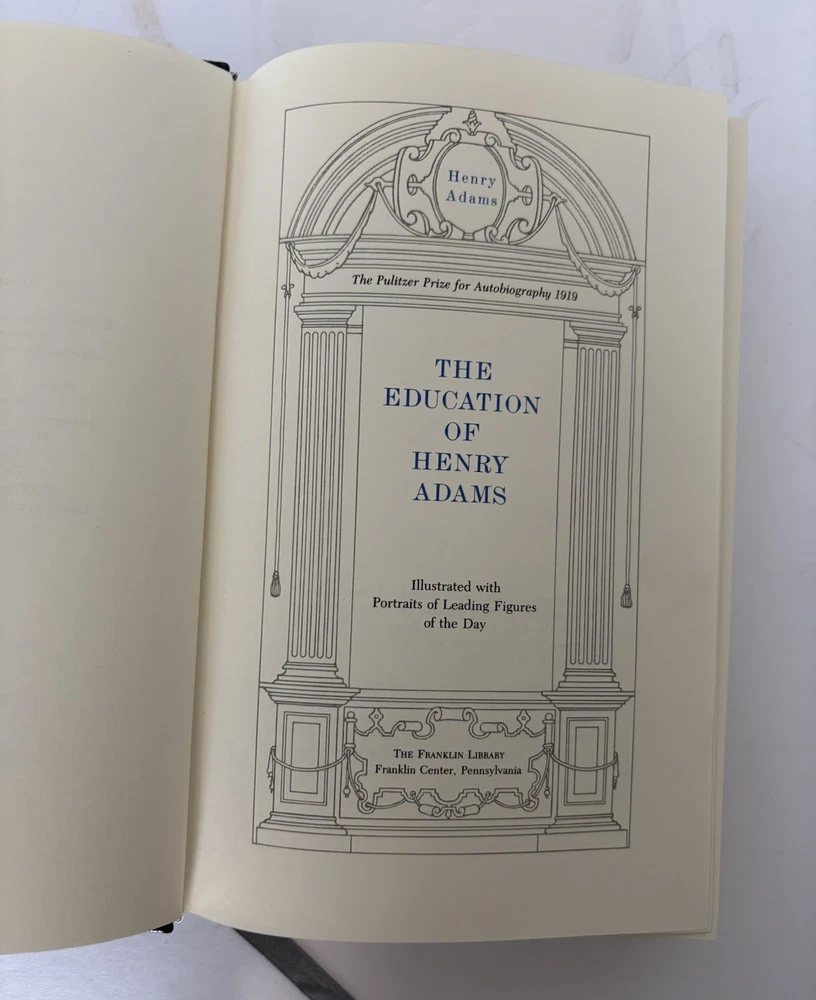 Henry
Adams
The Pulitzer Prize for Autobiography 1919
THE
EDUCATION
OF
HENRY
ADAMS
Illustrated with
Portraits of Leading Figures
of the Day
THE FRANKLIN LIBRARY
Franklin Center, Pennsylvania